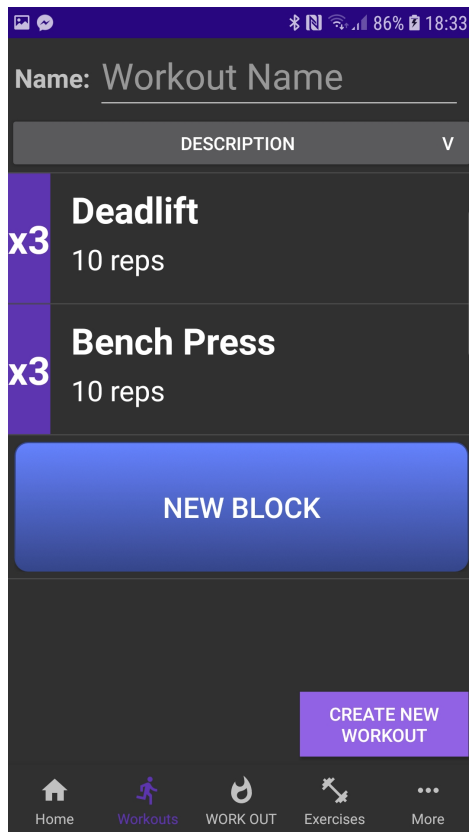 86% 18:33
Name: Workout Name
DESCRIPTION V
Deadlift
x3
10 reps
Bench Press
x3
10 reps
NEW BLOCK
CREATE NEW
WORKOUT
Home Workouts WORK OUT Exercises More